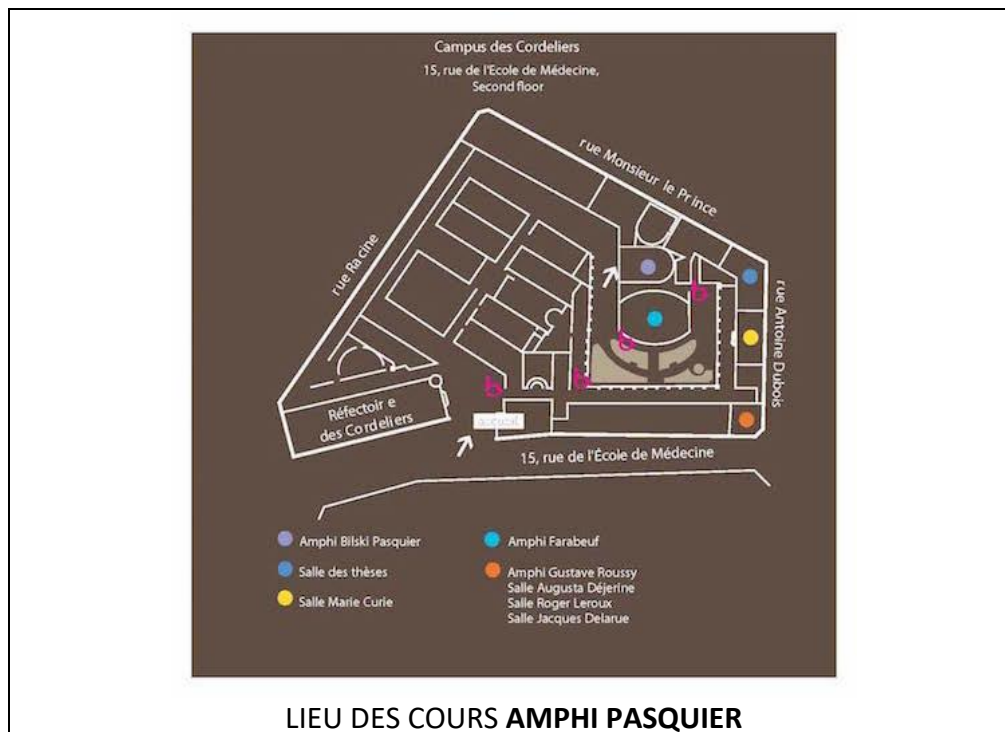 Campus des Cordeliers
15, rue de l'Ecole de Médecine,
Second floor
rue Monsieur le Prince
rue Racine
rue Antoine Dubois
Réfectoir e
des Cordeliers
15, rue de l'École de Médecine
Amphi Bilski Pasquier
Salle des thèses
Salle Marie Curie
Amphi Farabeuf
Amphi Gustave Roussy
Salle Augusta Déjerine
Salle Roger Leroux
Salle Jacques Delarue
LIEU DES COURS AMPHI PASQUIER